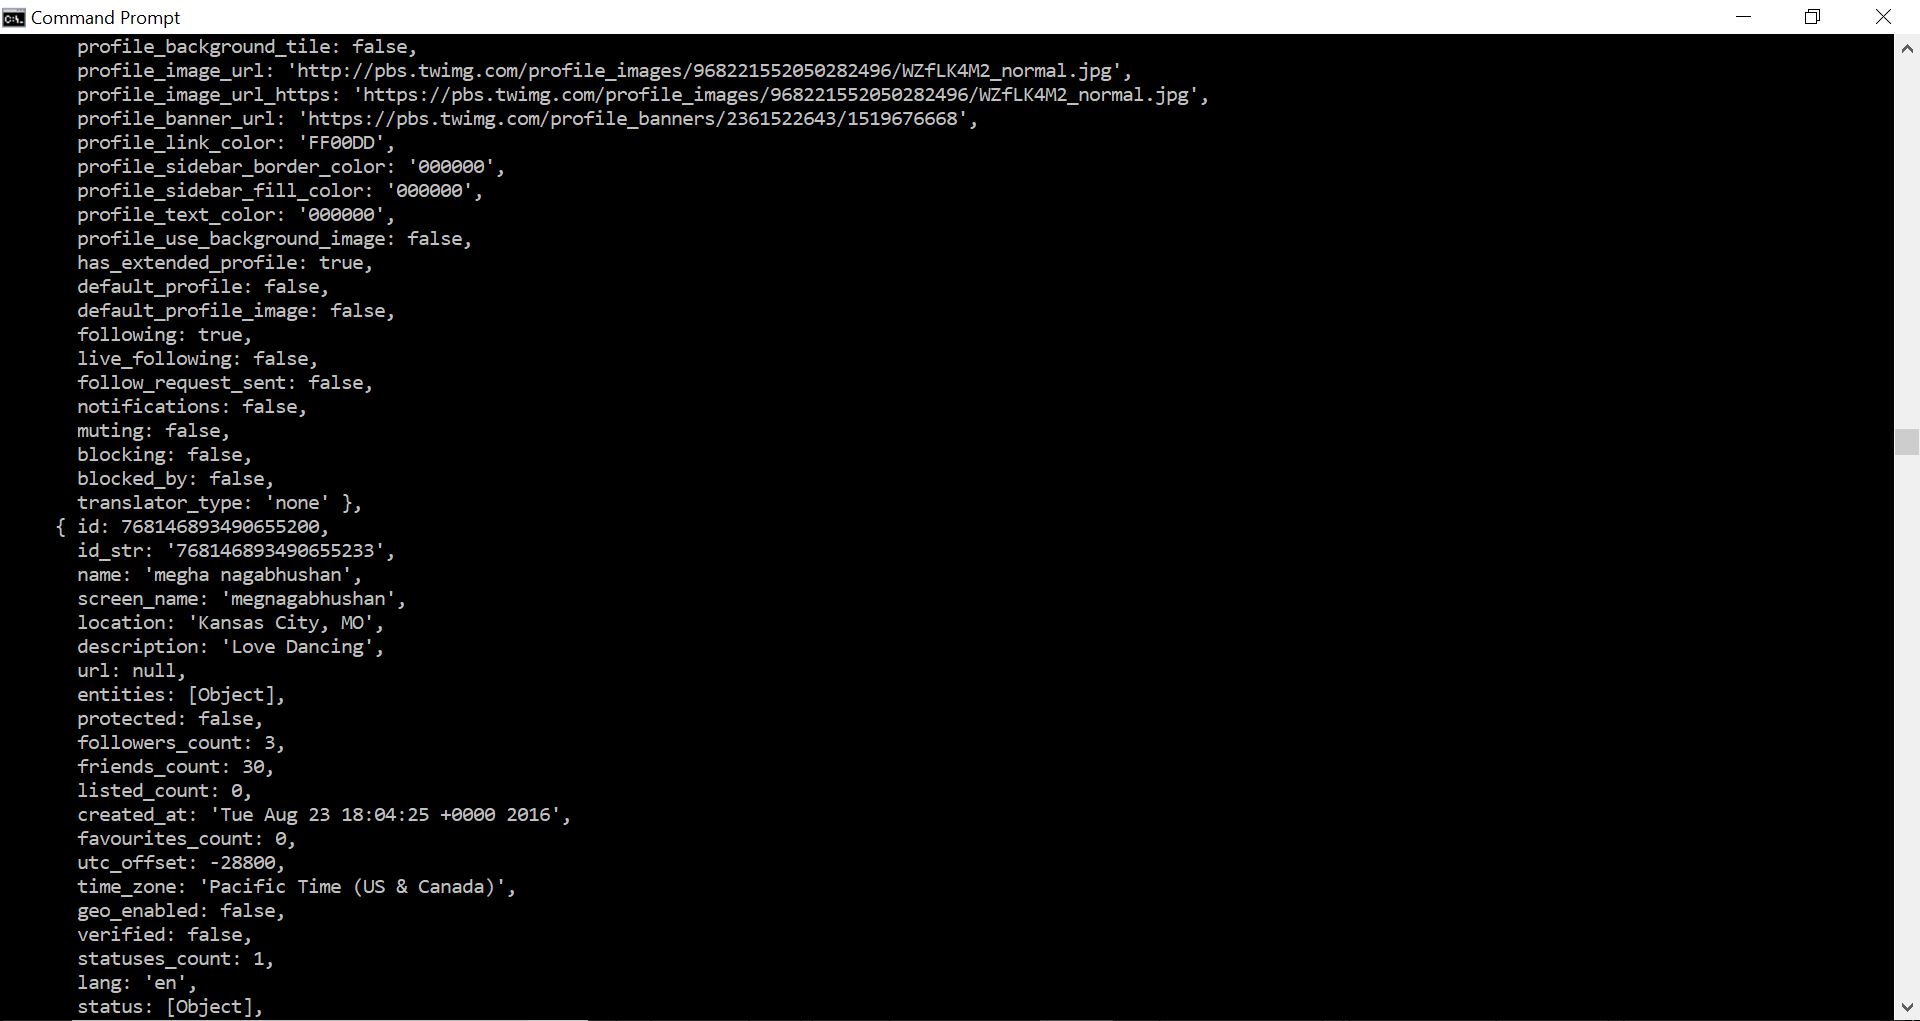 Command Prompt
profile_background_tile: false,
profile_image_url: 'http://pbs.twimg.com/profile_images/968221552050282496/WZfLK4M2_normal.jpg',
profile_image_url_https: 'https://pbs.twimg.com/profile_images/968221552050282496/WZfLK4M2_normal.jpg',
profile_banner_url: 'https://pbs.twimg.com/profile_banners/2361522643/1519676668',
profile_link_color: 'FF00DD',
profile_sidebar_border_color: '000000',
profile_sidebar_fill_color: '000000',
profile_text_color: '000000',
profile_use_background_image: false,
has_extended_profile: true,
default_profile: false,
default_profile_image: false,
following: true,
live_following: false,
follow_request_sent: false,
notifications: false,
muting: false,
blocking: false,
blocked_by: false,
translator_type: 'none' },
{ id: 768146893490655200,
id_str: '768146893490655233',
name: 'megha nagabhushan',
screen_name: 'megnagabhushan',
location: 'Kansas City, MO',
description: 'Love Dancing',
url: null,
entities: [Object],
protected: false,
followers_count: 3,
friends_count: 30,
listed_count: 0,
created_at: 'Tue Aug 23 18:04:25 +0000 2016',
favourites_count: 0,
utc_offset: -28800,
time_zone: 'Pacific Time (US & Canada)',
geo_enabled: false,
verified: false,
statuses_count: 1,
lang: 'en',
status: [Object],